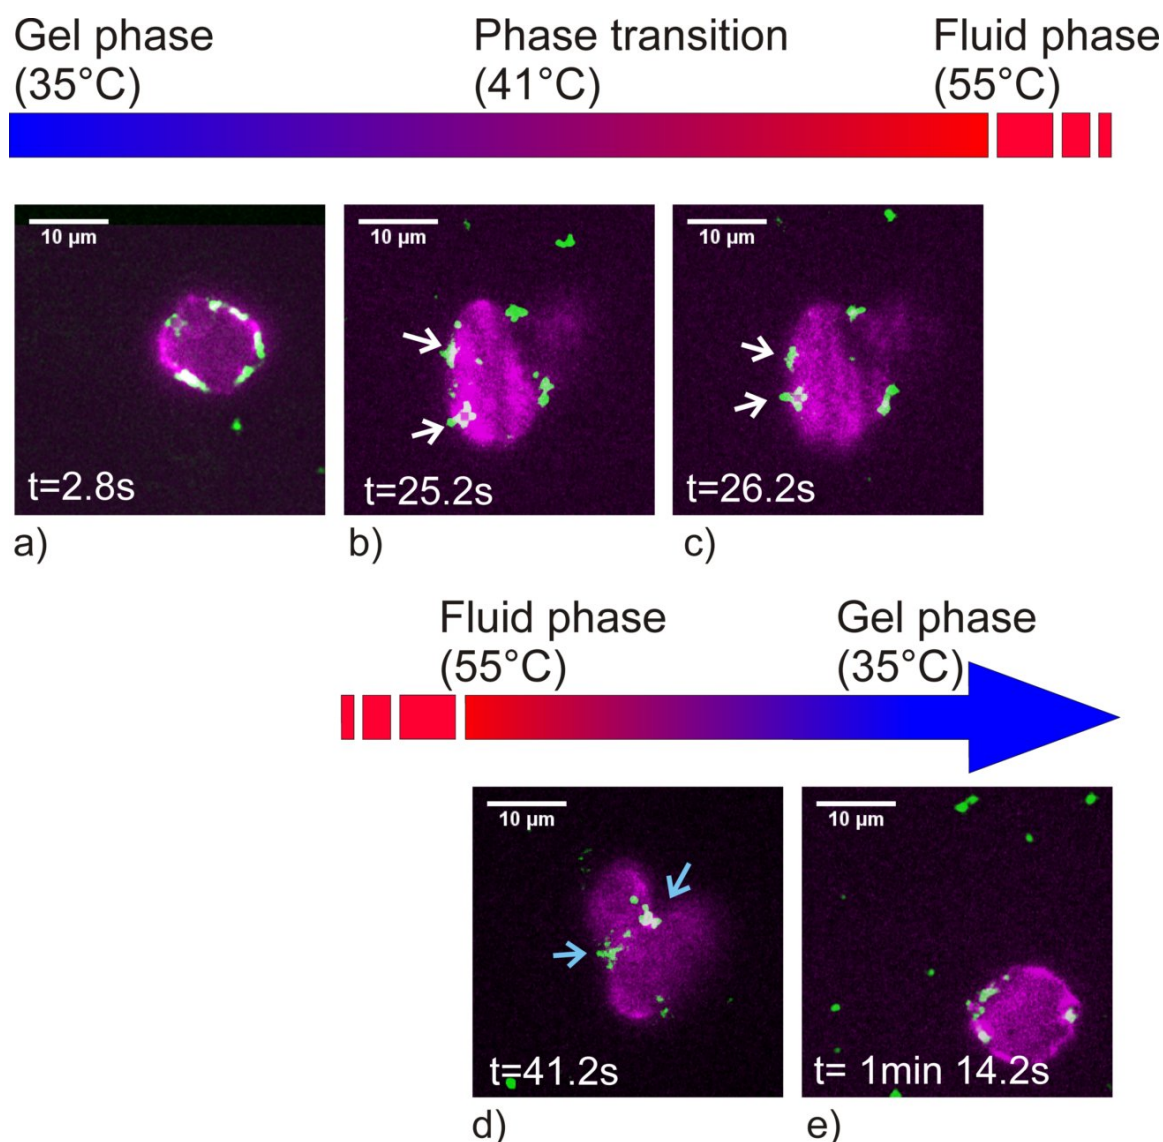 Gel phase
(35°C)
Phase transition
(41°C)
Fluid phase
(55°C)
10 µm
t=2.8s
a)
10 µm
t=25.2s
b)
10 µm
t=26.2s
c)
Fluid phase
(55°C)
Gel phase
(35°C)
10 µm
t=41.2s
d)
10 µm
t= 1min 14.2s
e)